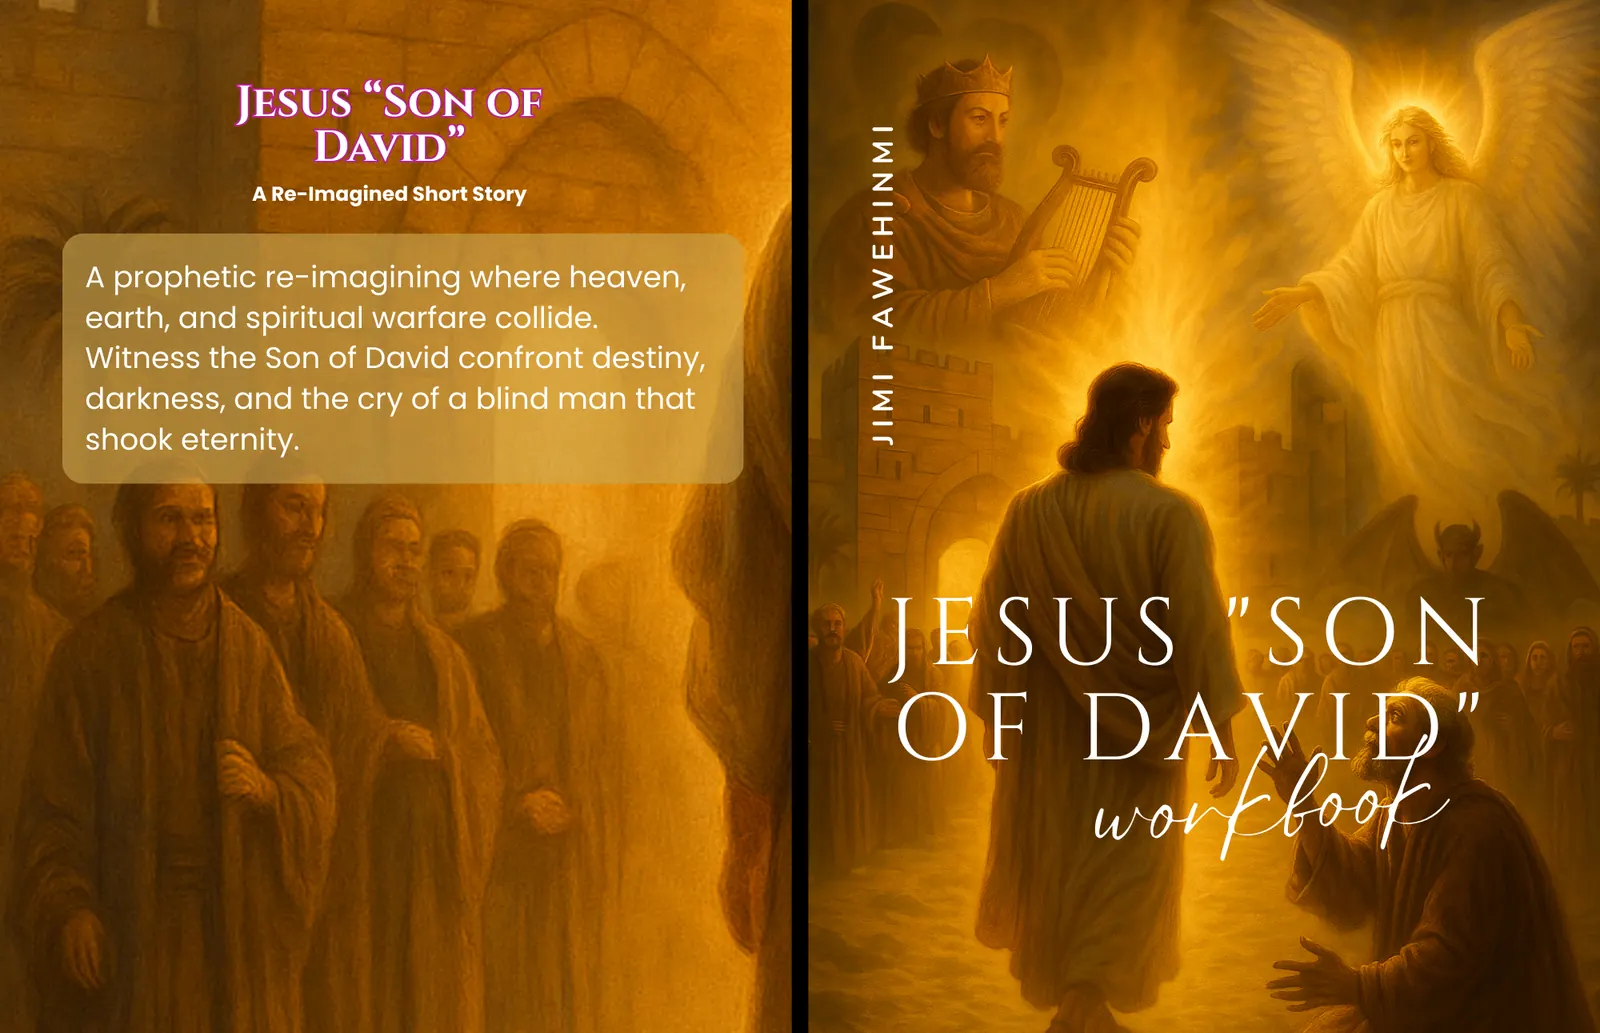 Jesus “Son of
David”
A Re-Imagined Short Story
A prophetic re-imagining where heaven,
earth, and spiritual warfare collide.
Witness the Son of David confront destiny,
darkness, and the cry of a blind man that
shook eternity.
JIMI FAWEHINMI
JESUS "SON
OF DAVID"
workbook